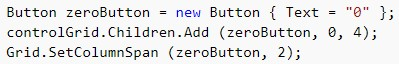 Button zeroButton = new Button { Text = "0" };
controlGrid.Children.Add (zeroButton, 0, 4);
Grid.SetColumnSpan (zeroButton, 2);